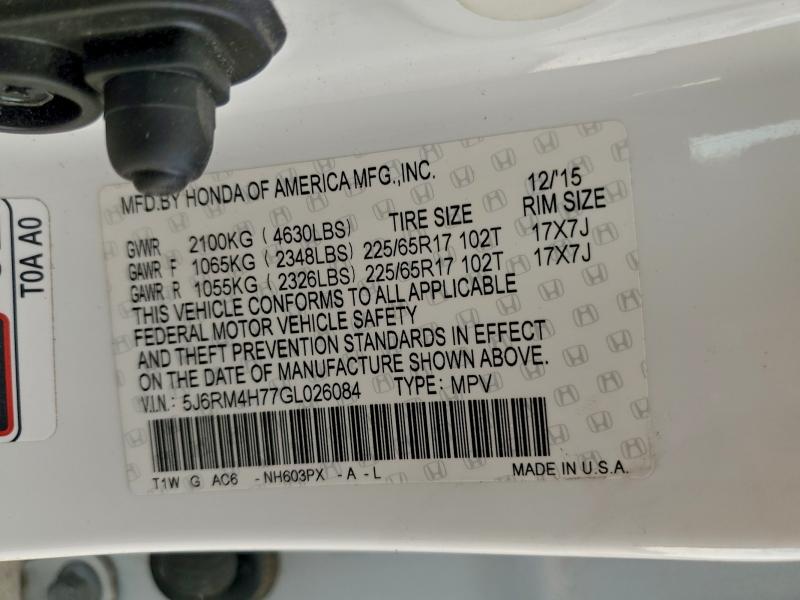 MFD.BY HONDA OF AMERICA MFG.,INC. 12/'15
TIRE SIZE RIM SIZE
GVWR 2100KG ( 4630LBS)
GAWR F 1065KG ( 2348LBS) 225/65R17 102T 17X7J
GAWR R 1055KG ( 2326LBS) 225/65R17 102T 17X7J
THIS VEHICLE CONFORMS TO ALL APPLICABLE
FEDERAL MOTOR VEHICLE SAFETY
AND THEFT PREVENTION STANDARDS IN EFFECT
ON THE DATE OF MANUFACTURE SHOWN ABOVE.
V.I.N.: 5J6RM4H77GL026084 TYPE: MPV
T1W G AC6 -NH603PX -A -L MADE IN U.S.A.
T0A A0